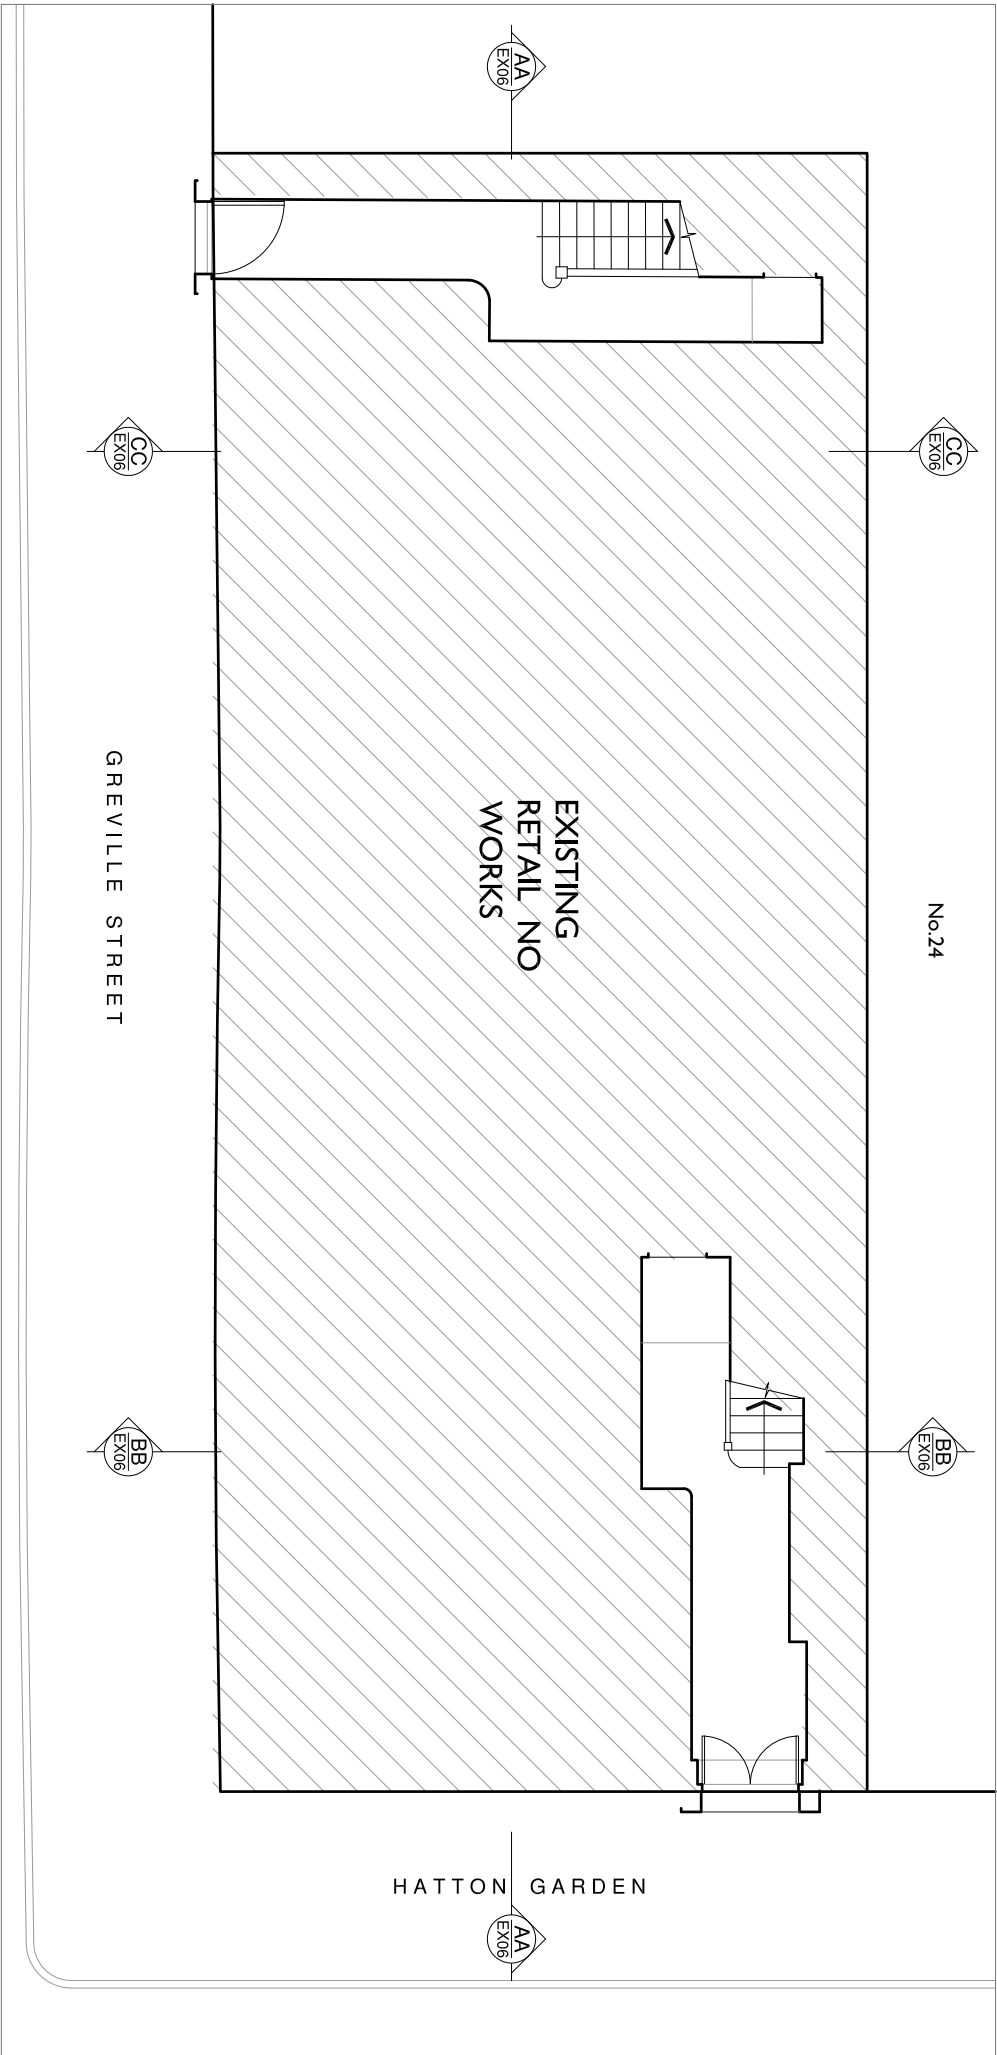 AA
EX06
CC
EX06
CC
EX06
No.24
EXISTING
RETAIL NO
WORKS
GREVILLE STREET
BB
EX06
BB
EX06
HATTON GARDEN
AA
EX06